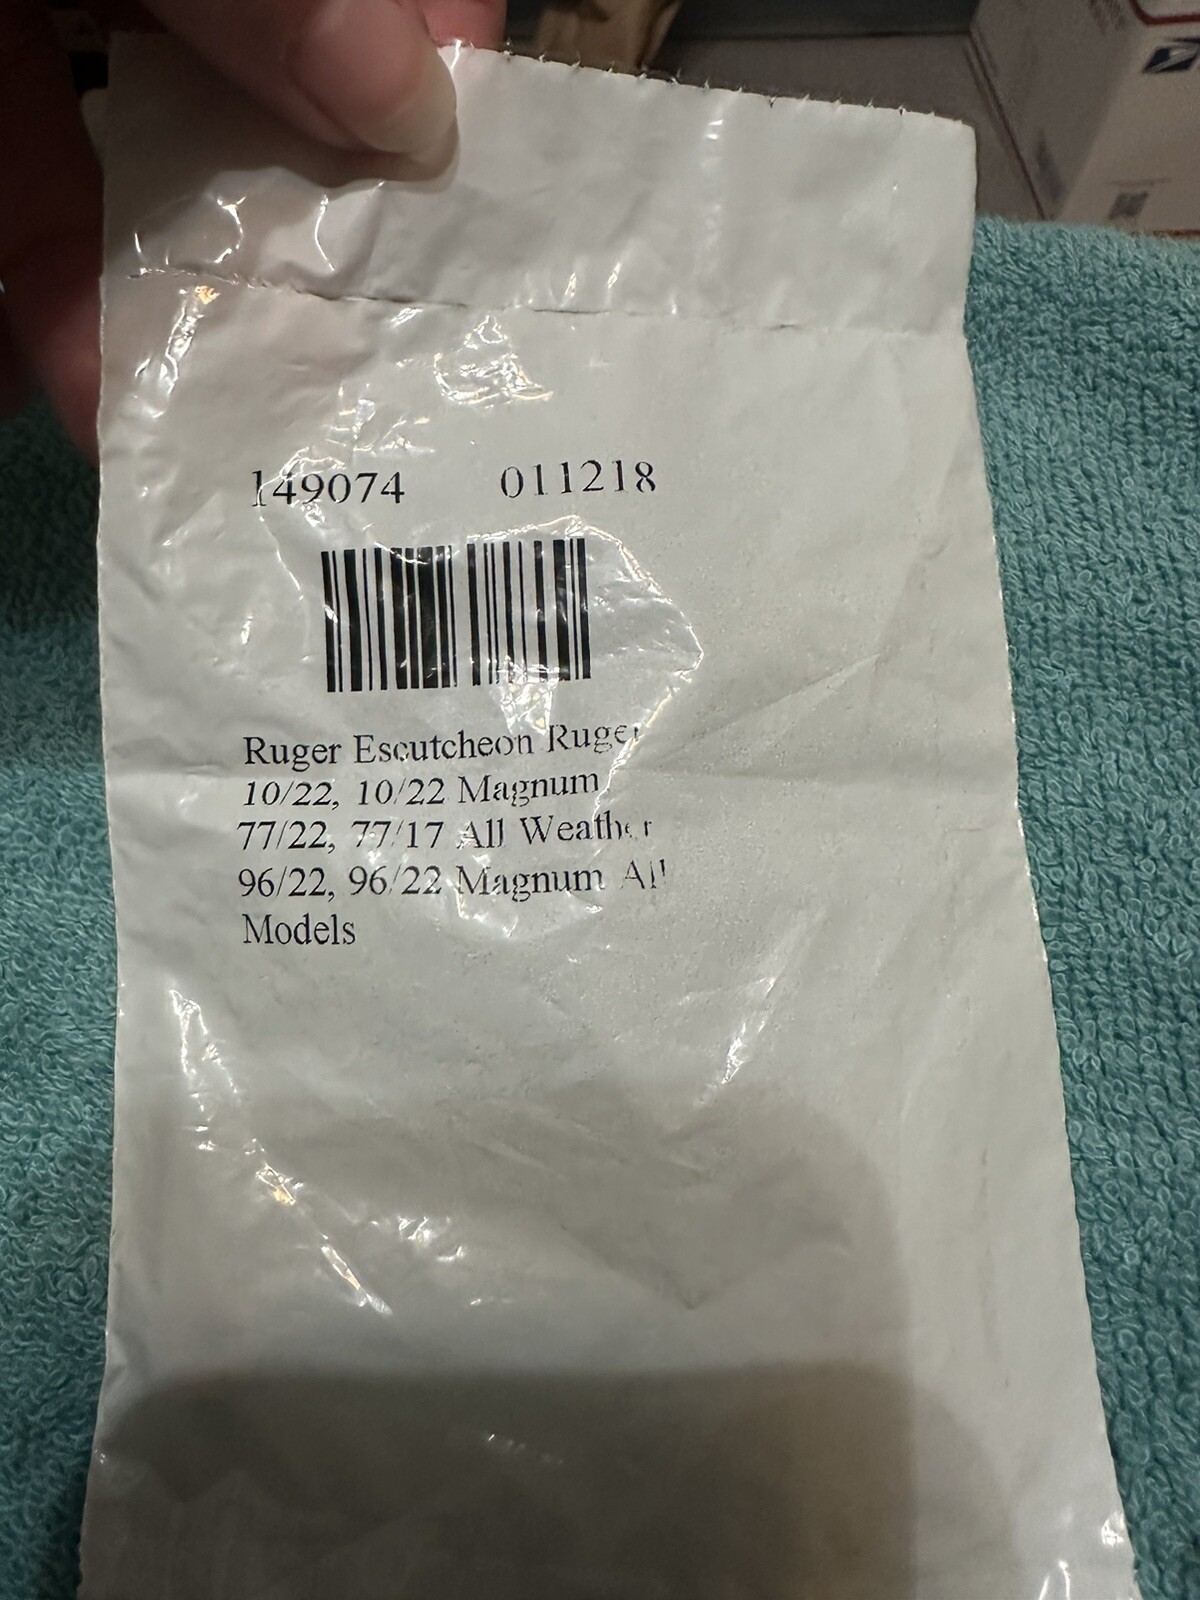 149074 011218
Ruger Escutcheon Ruger
10/22, 10/22 Magnum
77/22, 77/17 All Weather
96/22, 96/22 Magnum All
Models